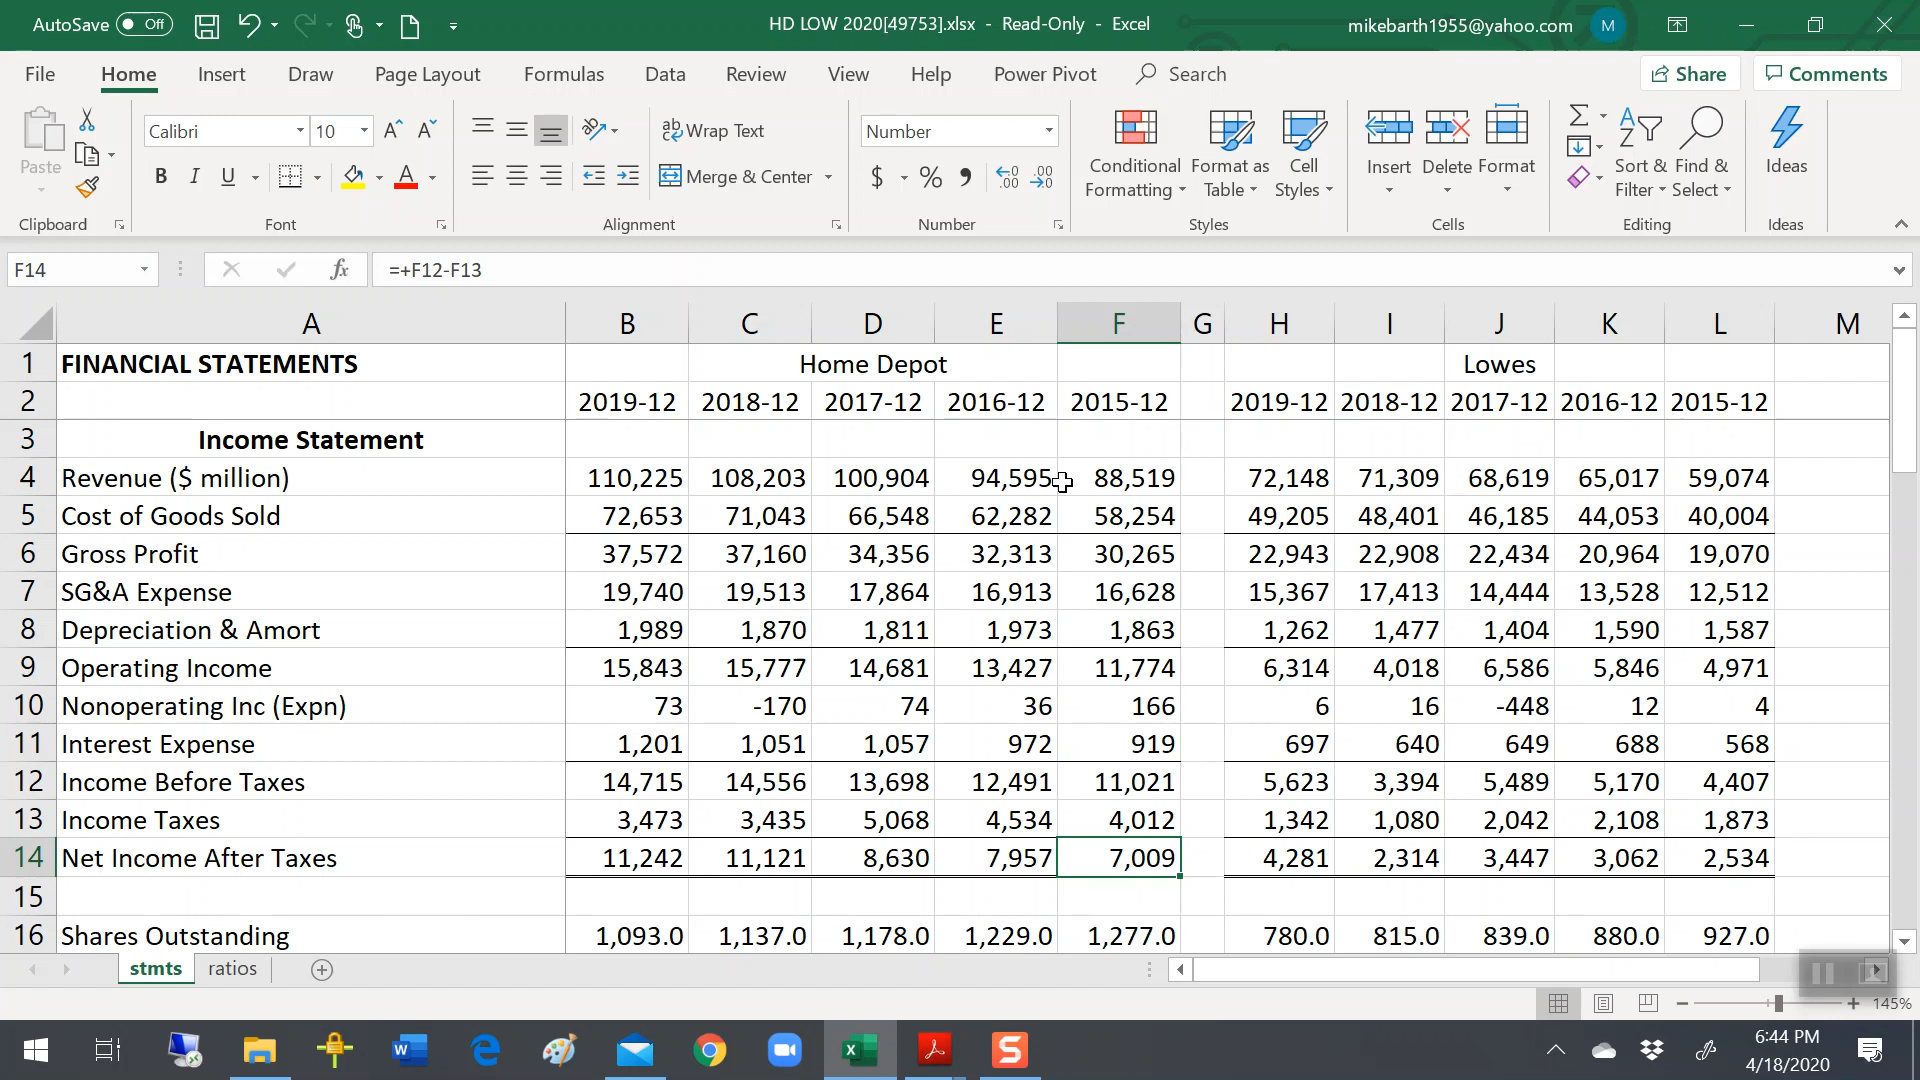 AutoSave Off HD LOW 2020[49753].xlsx - Read-Only - Excel mikebarth1955@yahoo.com M
File Home Insert Draw Page Layout Formulas Data Review View Help Power Pivot Search Share Comments
Paste Calibri 10 Wrap Text Number Conditional Formatting Format as Table Cell Styles Insert Delete Format Sort & Filter Find & Select Ideas
B I U Merge & Center $ %
Clipboard Font Alignment Number Styles Cells Editing Ideas
F14 fx =+F12-F13
A B C D E F G H I J K L M
1 FINANCIAL STATEMENTS Home Depot Lowes
2 2019-12 2018-12 2017-12 2016-12 2015-12 2019-12 2018-12 2017-12 2016-12 2015-12
3 Income Statement
4 Revenue ($ million) 110,225 108,203 100,904 94,595 88,519 72,148 71,309 68,619 65,017 59,074
5 Cost of Goods Sold 72,653 71,043 66,548 62,282 58,254 49,205 48,401 46,185 44,053 40,004
6 Gross Profit 37,572 37,160 34,356 32,313 30,265 22,943 22,908 22,434 20,964 19,070
7 SG&A Expense 19,740 19,513 17,864 16,913 16,628 15,367 17,413 14,444 13,528 12,512
8 Depreciation & Amort 1,989 1,870 1,811 1,973 1,863 1,262 1,477 1,404 1,590 1,587
9 Operating Income 15,843 15,777 14,681 13,427 11,774 6,314 4,018 6,586 5,846 4,971
10 Nonoperating Inc (Expn) 73 -170 74 36 166 6 16 -448 12 4
11 Interest Expense 1,201 1,051 1,057 972 919 697 640 649 688 568
12 Income Before Taxes 14,715 14,556 13,698 12,491 11,021 5,623 3,394 5,489 5,170 4,407
13 Income Taxes 3,473 3,435 5,068 4,534 4,012 1,342 1,080 2,042 2,108 1,873
14 Net Income After Taxes 11,242 11,121 8,630 7,957 7,009 4,281 2,314 3,447 3,062 2,534
15
16 Shares Outstanding 1,093.0 1,137.0 1,178.0 1,229.0 1,277.0 780.0 815.0 839.0 880.0 927.0
stmts ratios
145%
6:44 PM
4/18/2020